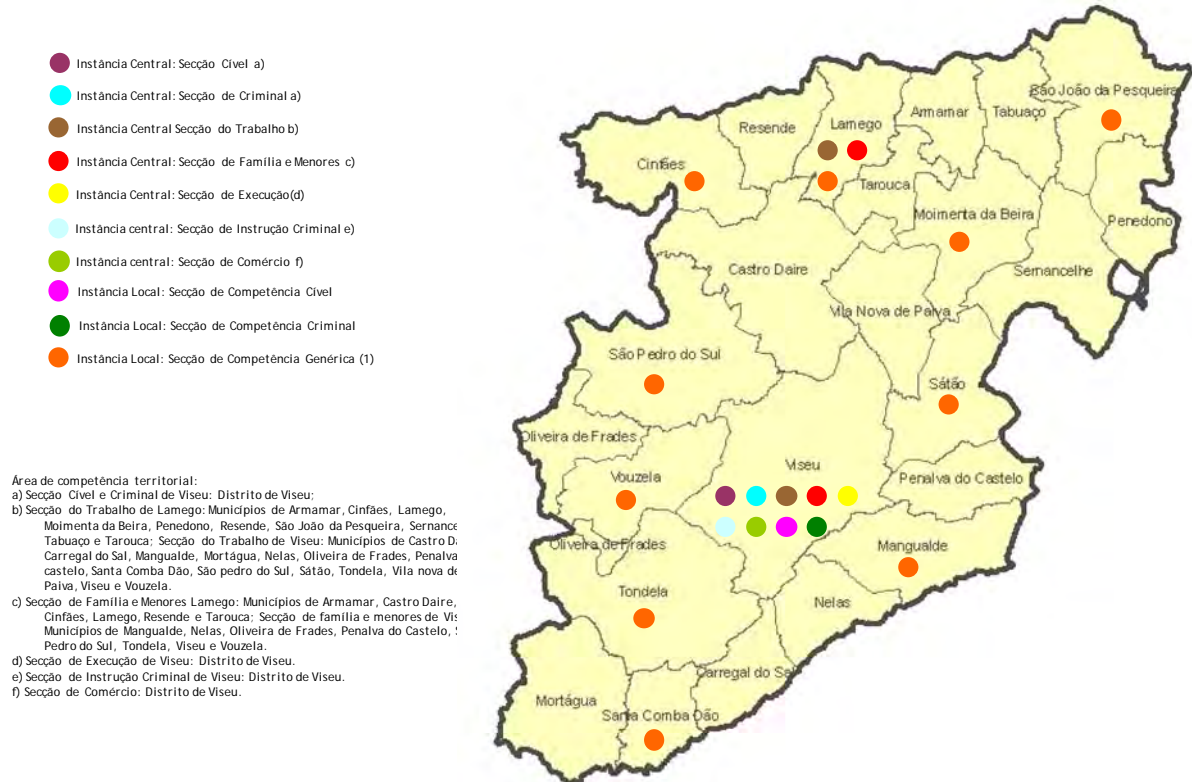 Instância Central: Secção Cível a)
Instância Central: Secção de Criminal a)
Instância Central Secção do Trabalho b)
Instância Central: Secção de Família e Menores c)
Instância Central: Secção de Execução(d)
Instância central: Secção de Instrução Criminal e)
Instância central: Secção de Comércio f)
Instância Local: Secção de Competência Cível
Instância Local: Secção de Competência Criminal
Instância Local: Secção de Competência Genérica (1)
Área de competência territorial:
a) Secção Cível e Criminal de Viseu: Distrito de Viseu;
b) Secção do Trabalho de Lamego: Municípios de Armamar, Cinfães, Lamego,
Moimenta da Beira, Penedono, Resende, São João da Pesqueira, Sernance
Tabuaço e Tarouca; Secção do Trabalho de Viseu: Municípios de Castro Da
Carregal do Sal, Mangualde, Mortágua, Nelas, Oliveira de Frades, Penalva
castelo, Santa Comba Dão, São pedro do Sul, Sátão, Tondela, Vila nova de
Paiva, Viseu e Vouzela.
c) Secção de Família e Menores Lamego: Municípios de Armamar, Castro Daire,
Cinfães, Lamego, Resende e Tarouca; Secção de família e menores de Vis
Municípios de Mangualde, Nelas, Oliveira de Frades, Penalva do Castelo, S
Pedro do Sul, Tondela, Viseu e Vouzela.
d) Secção de Execução de Viseu: Distrito de Viseu.
e) Secção de Instrução Criminal de Viseu: Distrito de Viseu.
f) Secção de Comércio: Distrito de Viseu.
São João da Pesqueira
Tabuaço
Armamar
Lamego
Resende
Cinfães
Tarouca
Moimenta da Beira
Penedono
Castro Daire
Sernancelhe
Vila Nova de Paiva
São Pedro do Sul
Sátão
Oliveira de Frades
Vouzela
Viseu
Penalva do Castelo
Oliveira de Frades
Mangualde
Tondela
Nelas
Carregal do Sal
Mortágua
Santa Comba Dão